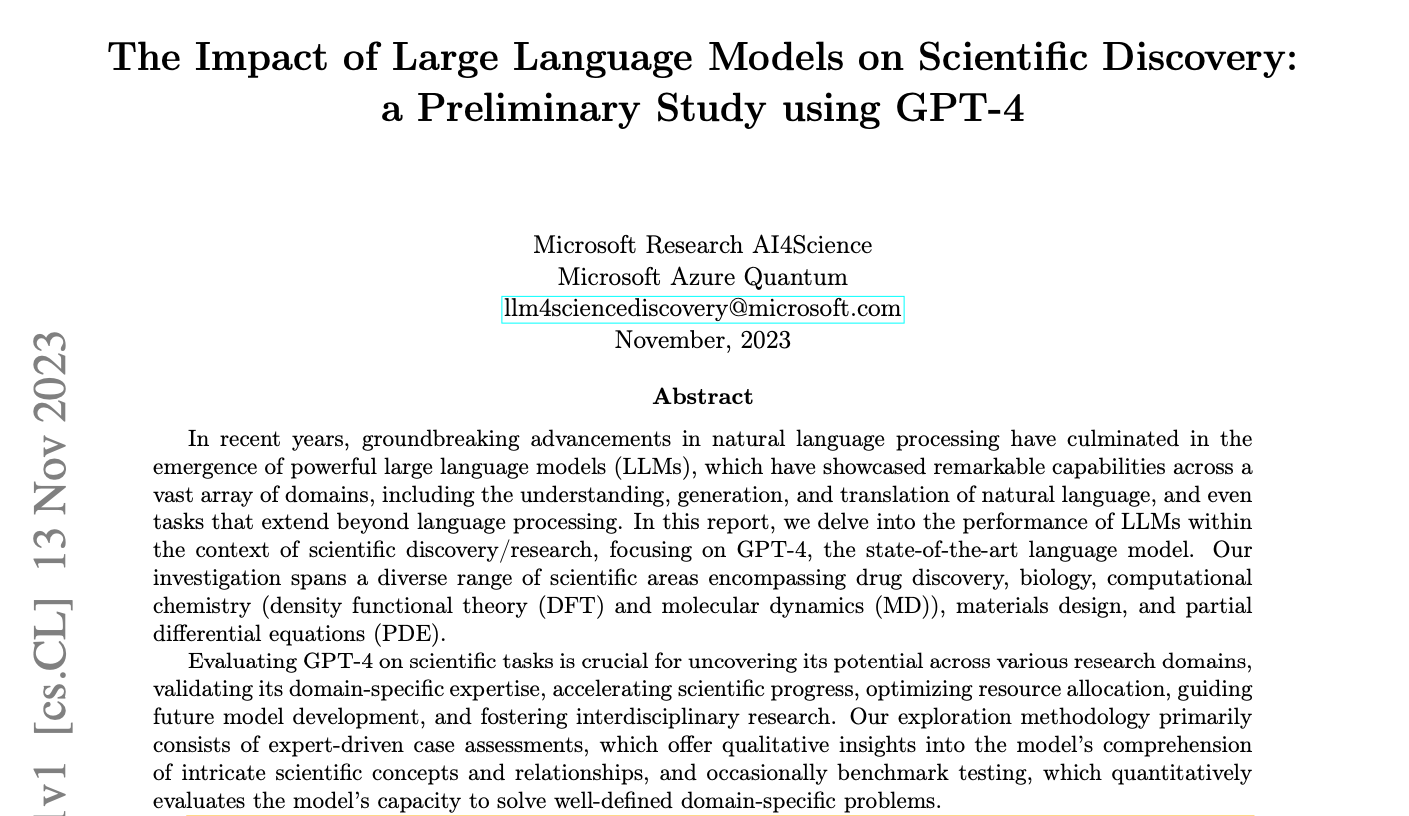 The Impact of Large Language Models on Scientific Discovery:
a Preliminary Study using GPT-4
Microsoft Research AI4Science
Microsoft Azure Quantum
llm4sciencediscovery@microsoft.com
November, 2023
Abstract
In recent years, groundbreaking advancements in natural language processing have culminated in the
emergence of powerful large language models (LLMs), which have showcased remarkable capabilities across a
vast array of domains, including the understanding, generation, and translation of natural language, and even
tasks that extend beyond language processing. In this report, we delve into the performance of LLMs within
the context of scientific discovery/research, focusing on GPT-4, the state-of-the-art language model. Our
investigation spans a diverse range of scientific areas encompassing drug discovery, biology, computational
chemistry (density functional theory (DFT) and molecular dynamics (MD)), materials design, and partial
differential equations (PDE).
Evaluating GPT-4 on scientific tasks is crucial for uncovering its potential across various research domains,
validating its domain-specific expertise, accelerating scientific progress, optimizing resource allocation, guiding
future model development, and fostering interdisciplinary research. Our exploration methodology primarily
consists of expert-driven case assessments, which offer qualitative insights into the model's comprehension
of intricate scientific concepts and relationships, and occasionally benchmark testing, which quantitatively
evaluates the model's capacity to solve well-defined domain-specific problems.
v1 [cs.CL] 13 Nov 2023